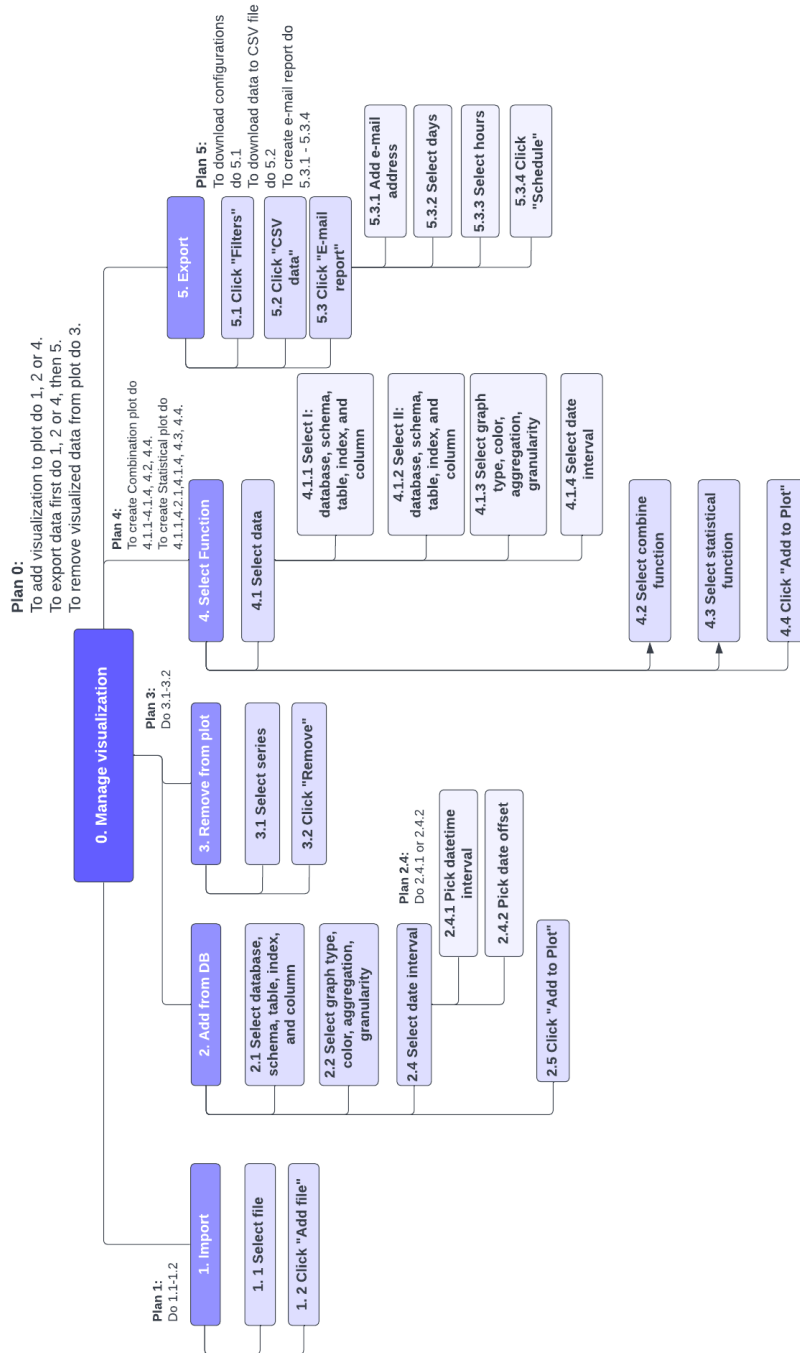 Plan 0:
To add visualization to plot do 1, 2 or 4.
To export data first do 1, 2 or 4, then 5.
To remove visualized data from plot do 3.
0. Manage visualization
Plan 1:
Do 1.1-1.2
1. Import
1. 1 Select file
1. 2 Click "Add file"
2. Add from DB
2.1 Select database,
schema, table, index,
and column
2.2 Select graph type,
color, aggregation,
granularity
2.4 Select date interval
Plan 2.4:
Do 2.4.1 or 2.4.2
2.4.1 Pick datetime
interval
2.4.2 Pick date offset
2.5 Click "Add to Plot"
Plan 3:
Do 3.1-3.2
3. Remove from plot
3.1 Select series
3.2 Click "Remove"
Plan 4:
To create Combination plot do
4.1.1-4.1.4, 4.2, 4.4.
To create Statistical plot do
4.1.1,4.2.1,4.1.4, 4.3, 4.4.
4. Select Function
4.1 Select data
4.1.1 Select I:
database, schema,
table, index, and
column
4.1.2 Select II:
database, schema,
table, index, and
column
4.1.3 Select graph
type, color,
aggregation,
granularity
4.1.4 Select date
interval
4.2 Select combine
function
4.3 Select statistical
function
4.4 Click "Add to Plot"
5. Export
Plan 5:
To download configurations
do 5.1
To download data to CSV file
do 5.2
To create e-mail report do
5.3.1 - 5.3.4
5.1 Click "Filters"
5.2 Click "CSV
data"
5.3 Click "E-mail
report"
5.3.1 Add e-mail
address
5.3.2 Select days
5.3.3 Select hours
5.3.4 Click
"Schedule"